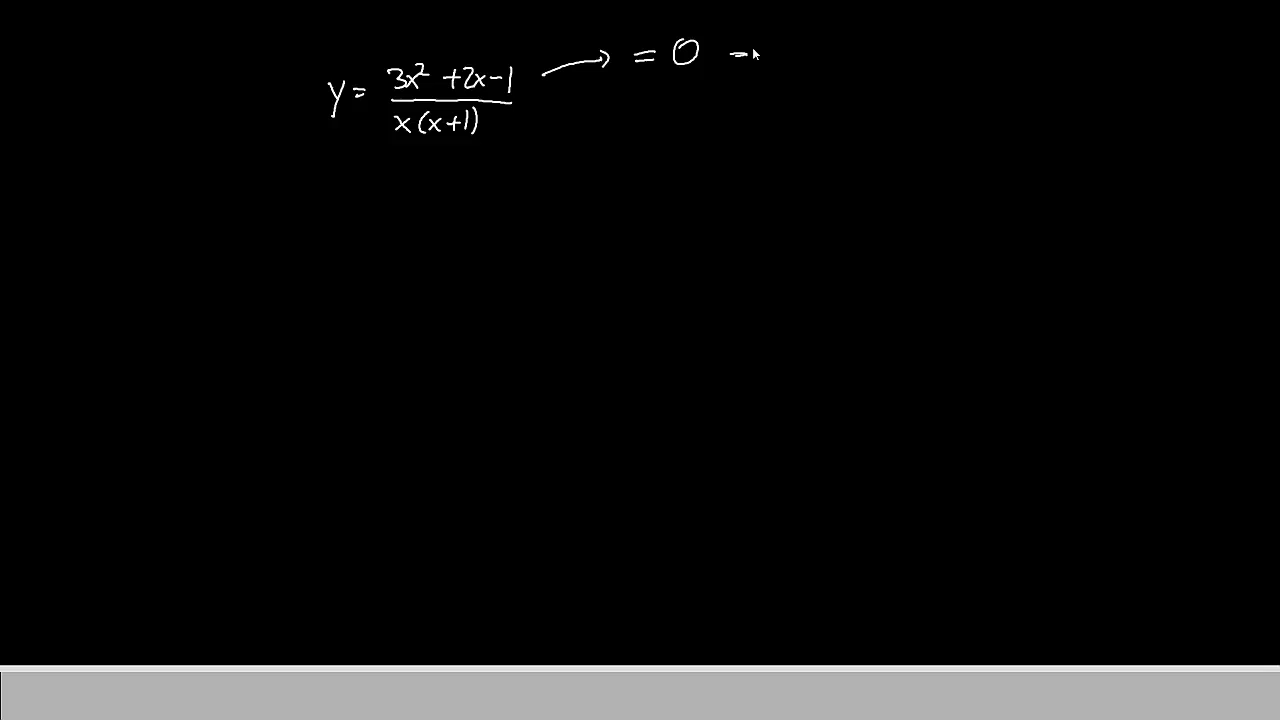 y = (3x² + 2x - 1) / (x(x+1)) → = 0 -